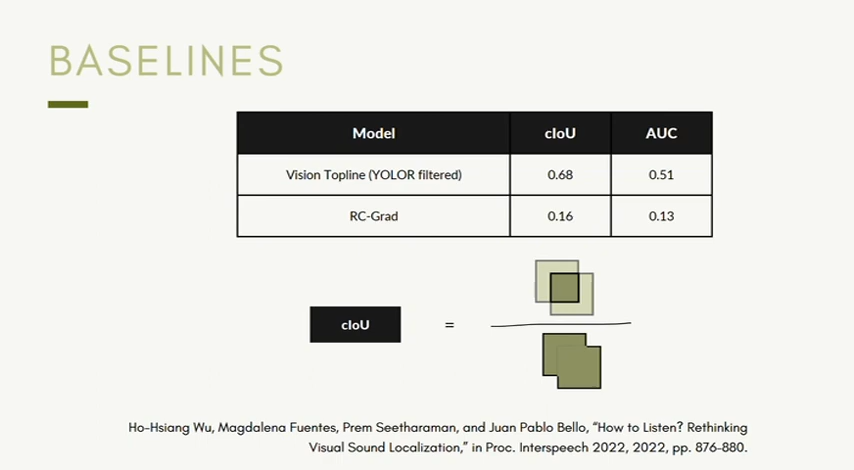 BASELINES
Model cIoU AUC
Vision Topline (YOLOR filtered) 0.68 0.51
RC-Grad 0.16 0.13
cIoU =
Ho-Hsiang Wu, Magdalena Fuentes, Prem Seetharaman, and Juan Pablo Bello, “How to Listen? Rethinking
Visual Sound Localization,” in Proc. Interspeech 2022, 2022, pp. 876-880.